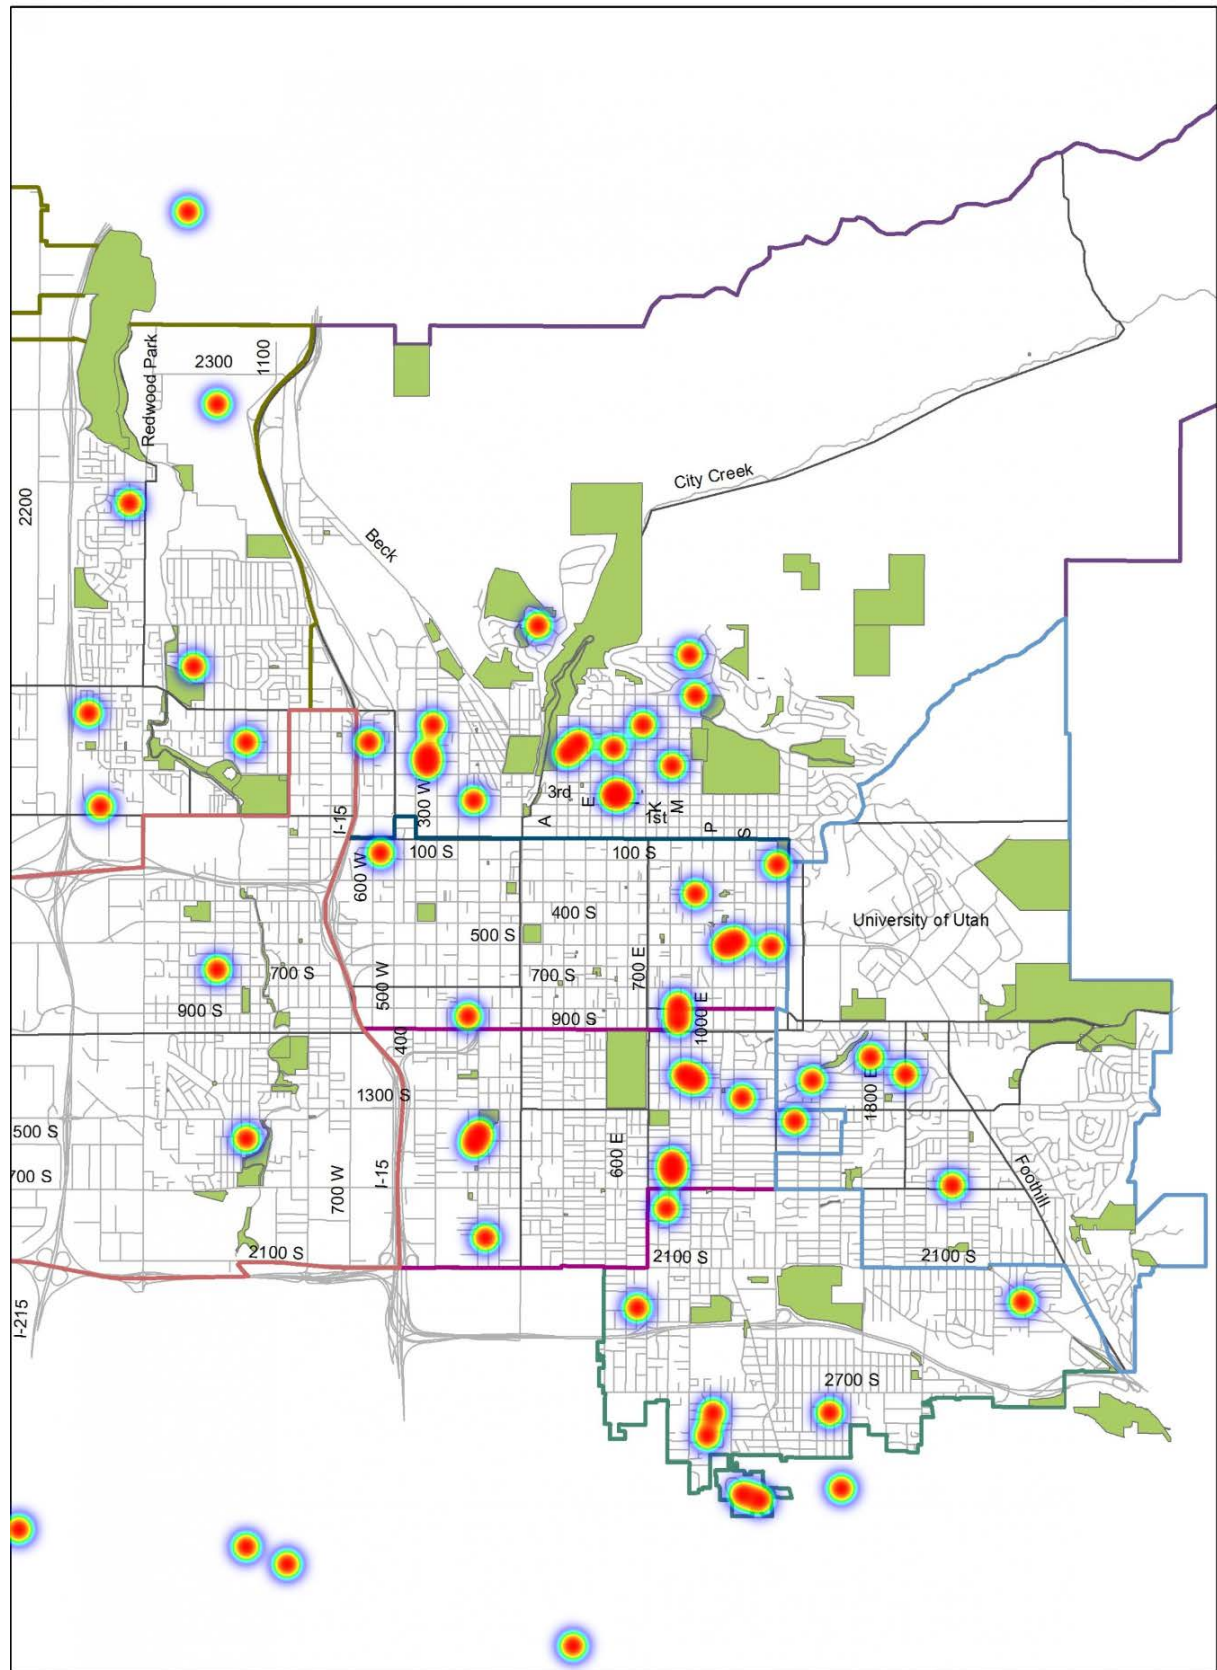 2300
1100
Redwood Park
City Creek
2200
Beck
3rd
E
K
M
1st
A
P
S
I-15
300 W
100 S
100 S
600 W
400 S
500 S
University of Utah
700 S
700 S
700 E
500 W
900 S
900 S
1000 E
400
1300 S
1800 E
500 S
700 S
700 W
I-15
600 E
Foothill
2100 S
2100 S
2100 S
I-215
2700 S